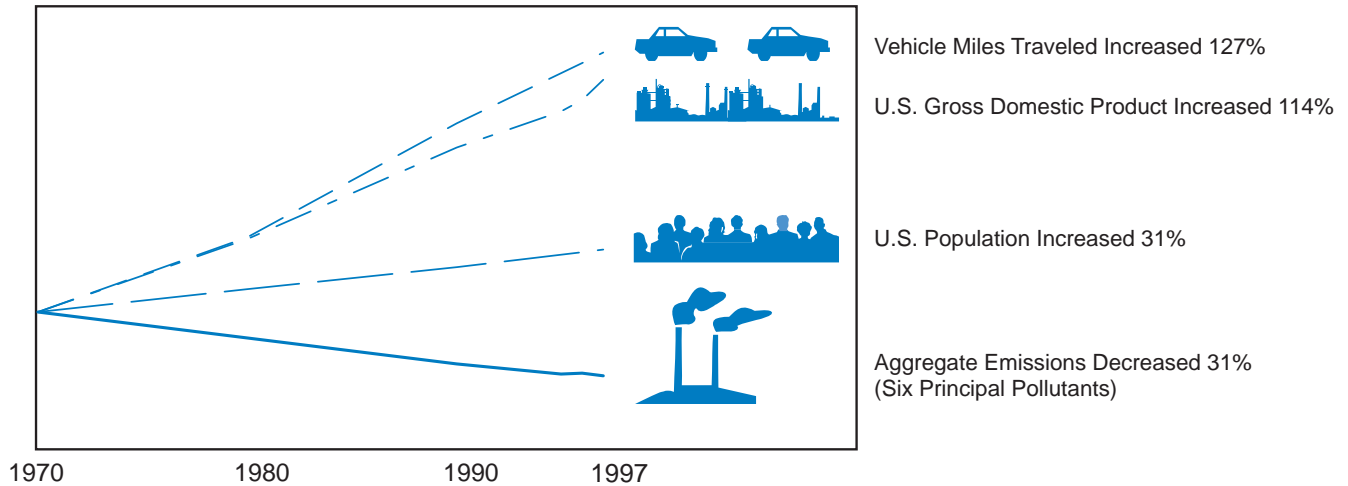 Vehicle Miles Traveled Increased 127%
U.S. Gross Domestic Product Increased 114%
U.S. Population Increased 31%
Aggregate Emissions Decreased 31%
(Six Principal Pollutants)
1970 1980 1990 1997